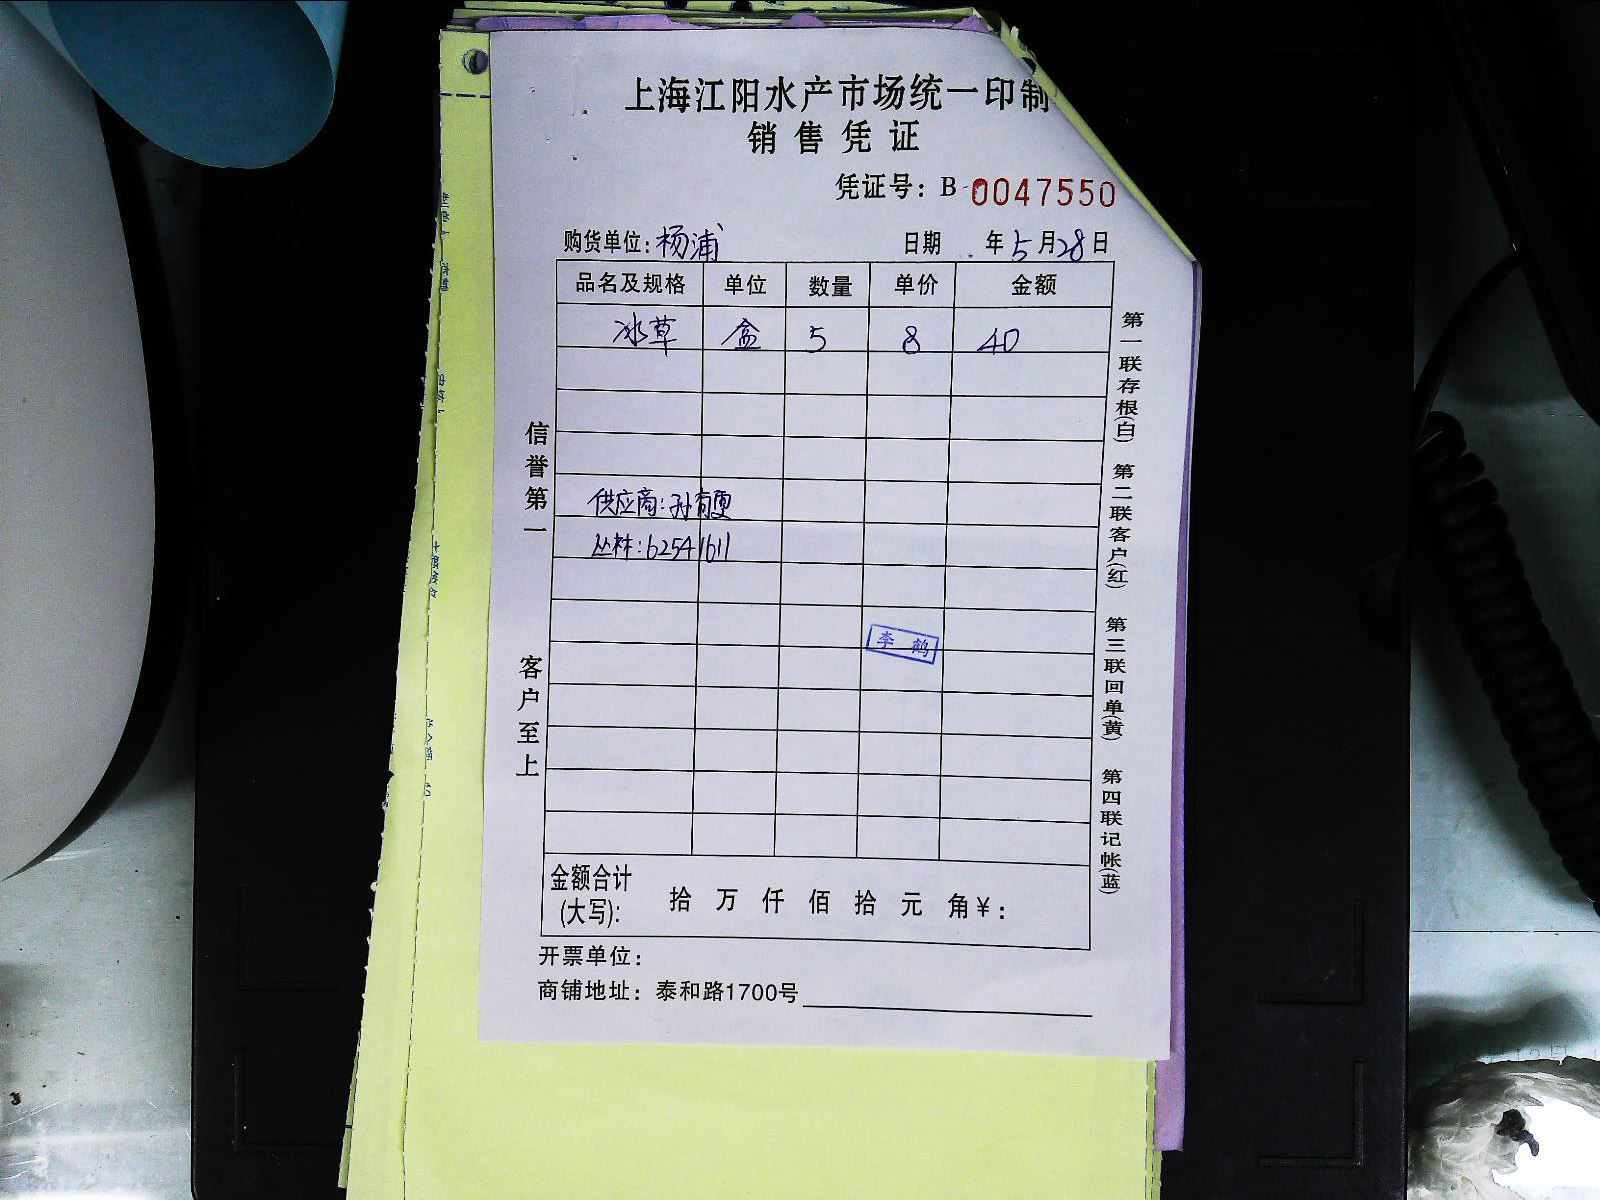 上海江阳水产市场统一印制
销售凭证
凭证号：B 0047550
购货单位：杨浦 日期 年5月28日
品名及规格 单位 数量 单价 金额
冰草 盒 5 8 40
供应商：孙有更
丛林：62541611
李鹤
金额合计(大写)： 拾 万 仟 佰 拾 元 角￥：
开票单位：
商铺地址：泰和路1700号
信誉第一
客户至上
第一联存根(白) 第二联客户(红) 第三联回单(黄) 第四联记帐(蓝)